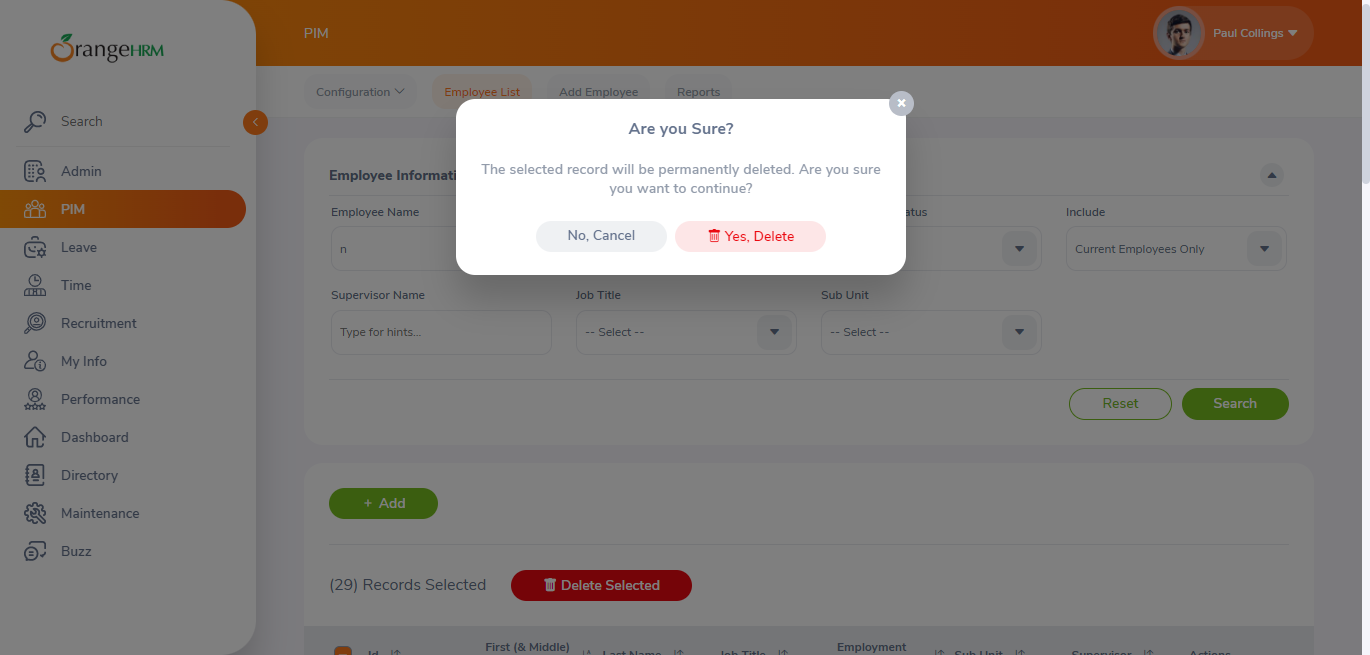 OrangeHRM
PIM
Paul Collings
Search
Admin
PIM
Leave
Time
Recruitment
My Info
Performance
Dashboard
Directory
Maintenance
Buzz
Configuration
Employee List
Add Employee
Reports
Are you Sure?
The selected record will be permanently deleted. Are you sure
you want to continue?
No, Cancel
Yes, Delete
Employee Informati
Employee Name
atus
Include
n
Current Employees Only
Supervisor Name
Job Title
Sub Unit
Type for hints...
-- Select --
-- Select --
Reset
Search
+ Add
(29) Records Selected
Delete Selected
Id
First (& Middle)
Last Name
Job Title
Employment
Sub Unit
Supervisor
Actions